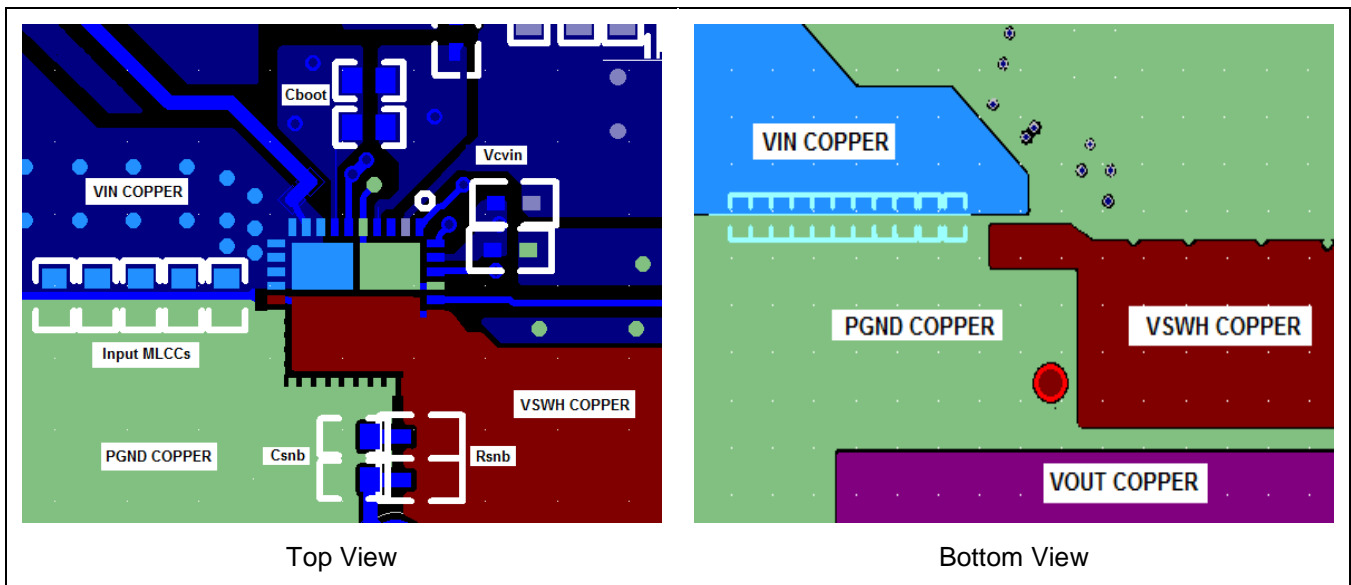 Cboot
Vcvin
VIN COPPER
Input MLCCs
VSWH COPPER
PGND COPPER
Csnb
Rsnb
Top View
VIN COPPER
PGND COPPER
VSWH COPPER
VOUT COPPER
Bottom View